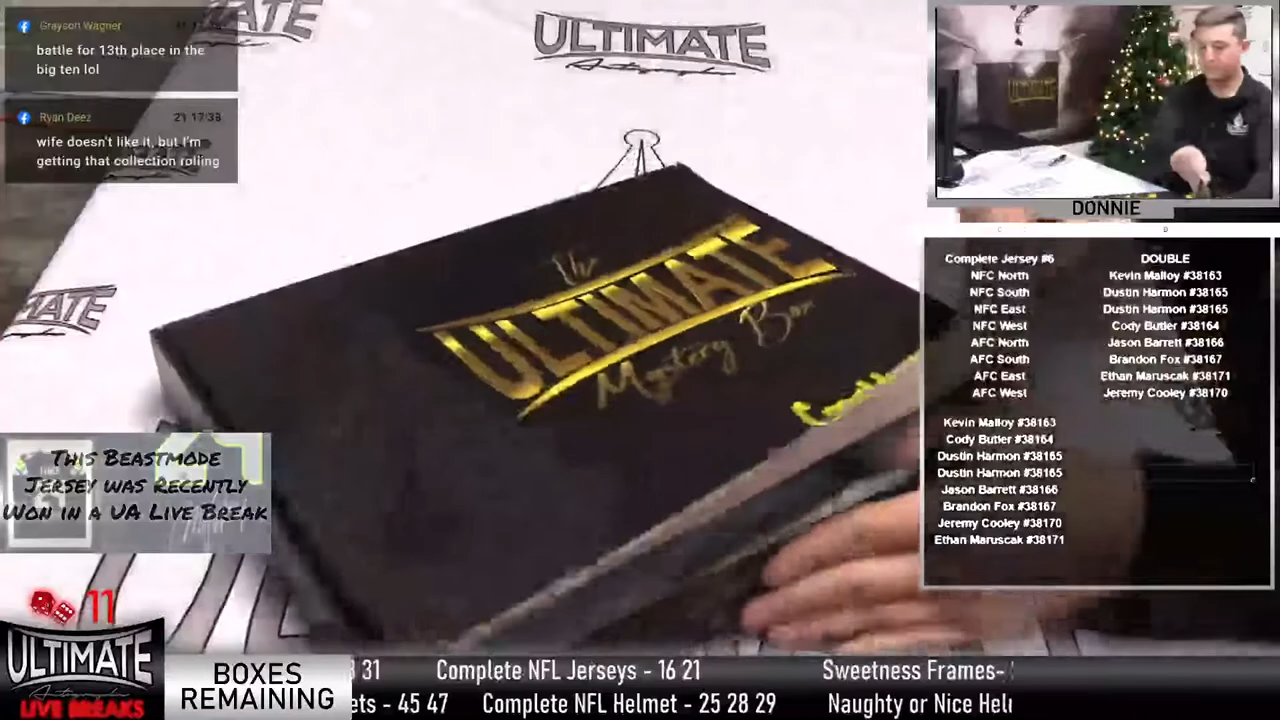 Grayson Wagner
battle for 13th place in the
big ten lol
Ryan Deez 21 17:38
wife doesn't like it, but I'm
getting that collection rolling
ULTIMATE
Autographs
ULTIMATE
The
ULTIMATE
Mystery Box
ULTIMATE
THIS BEASTMODE
JERSEY WAS RECENTLY
WON IN A UA LIVE BREAK
DONNIE
Complete Jersey #6 DOUBLE
NFC North Kevin Malloy #38163
NFC South Dustin Harmon #38165
NFC East Dustin Harmon #38165
NFC West Cody Butler #38164
AFC North Jason Barrett #38166
AFC South Brandon Fox #38167
AFC East Ethan Maruscak #38171
AFC West Jeremy Cooley #38170
Kevin Malloy #38163
Cody Butler #38164
Dustin Harmon #38165
Dustin Harmon #38165
Jason Barrett #38166
Brandon Fox #38167
Jeremy Cooley #38170
Ethan Maruscak #38171
11
ULTIMATE
Autographs
LIVE BREAKS
BOXES
REMAINING
31 Complete NFL Jerseys - 16 21 Sweetness Frames-
ets - 45 47 Complete NFL Helmet - 25 28 29 Naughty or Nice Hel